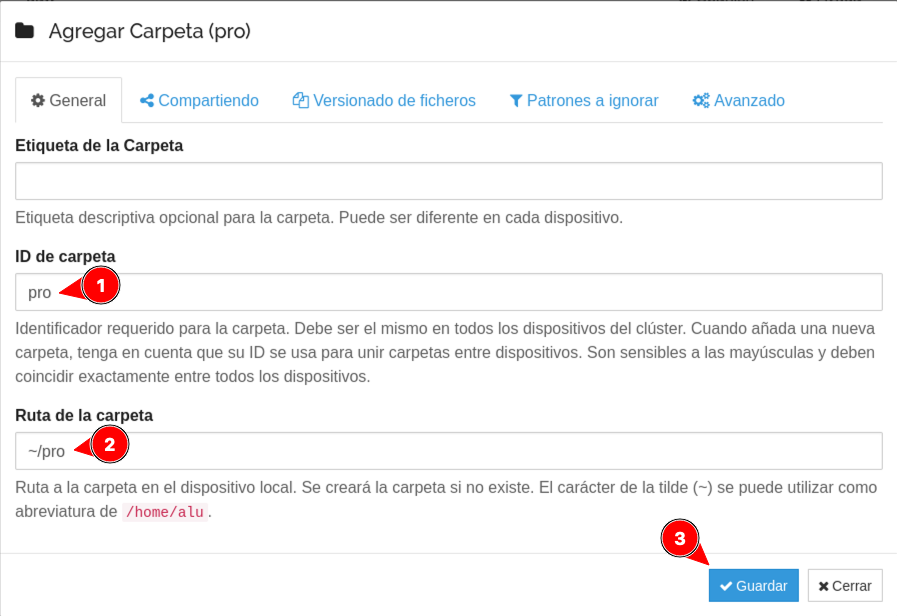 Agregar Carpeta (pro)
General Compartiendo Versionado de ficheros Patrones a ignorar Avanzado
Etiqueta de la Carpeta
Etiqueta descriptiva opcional para la carpeta. Puede ser diferente en cada dispositivo.
ID de carpeta
pro 1
Identificador requerido para la carpeta. Debe ser el mismo en todos los dispositivos del clúster. Cuando añada una nueva
carpeta, tenga en cuenta que su ID se usa para unir carpetas entre dispositivos. Son sensibles a las mayúsculas y deben
coincidir exactamente entre todos los dispositivos.
Ruta de la carpeta
~/pro 2
Ruta a la carpeta en el dispositivo local. Se creará la carpeta si no existe. El carácter de la tilde (~) se puede utilizar como
abreviatura de /home/alu .
3
Guardar Cerrar